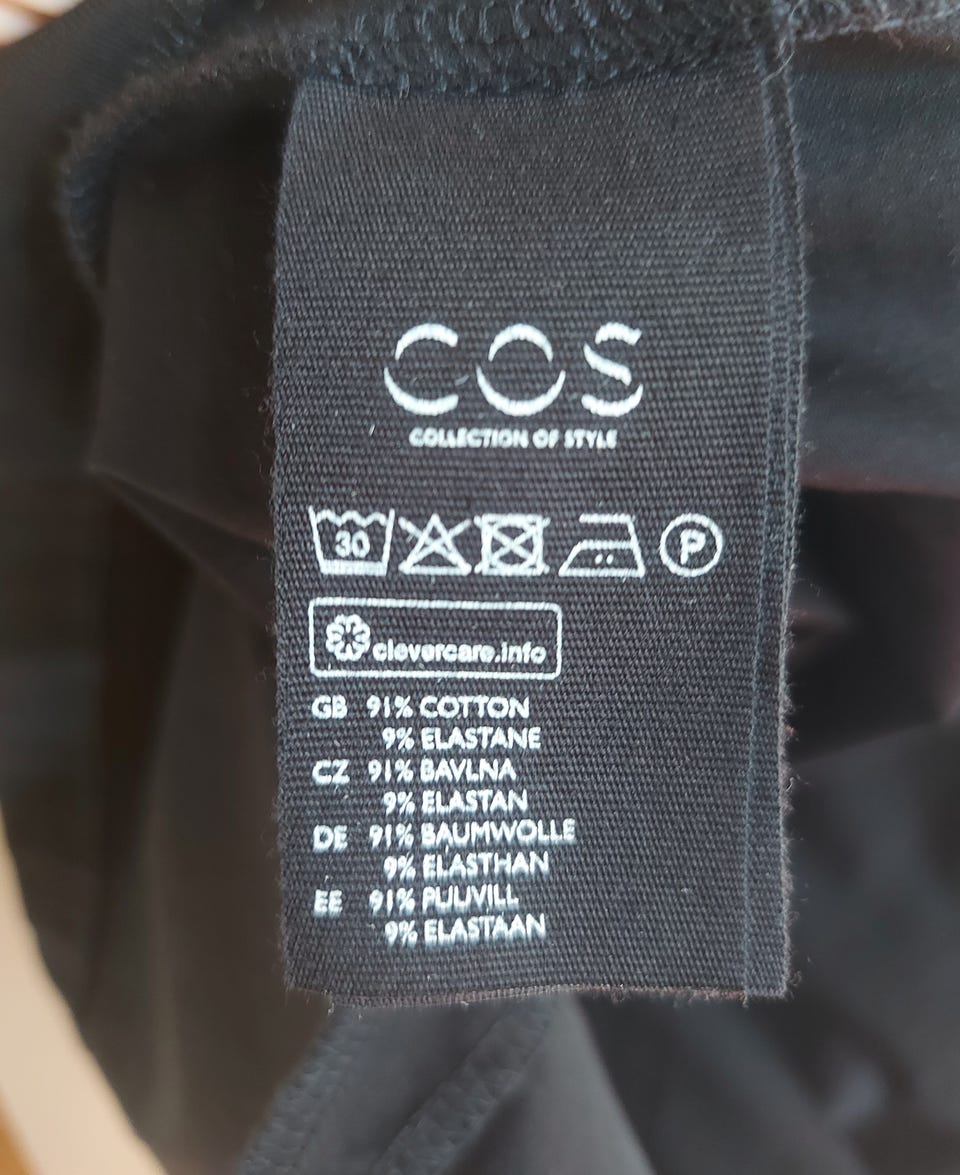 COS
COLLECTION OF STYLE
30 P
clevercare.info
GB 91% COTTON
9% ELASTANE
CZ 91% BAVLNA
9% ELASTAN
DE 91% BAUMWOLLE
9% ELASTHAN
EE 91% PUUVILL
9% ELASTAAN